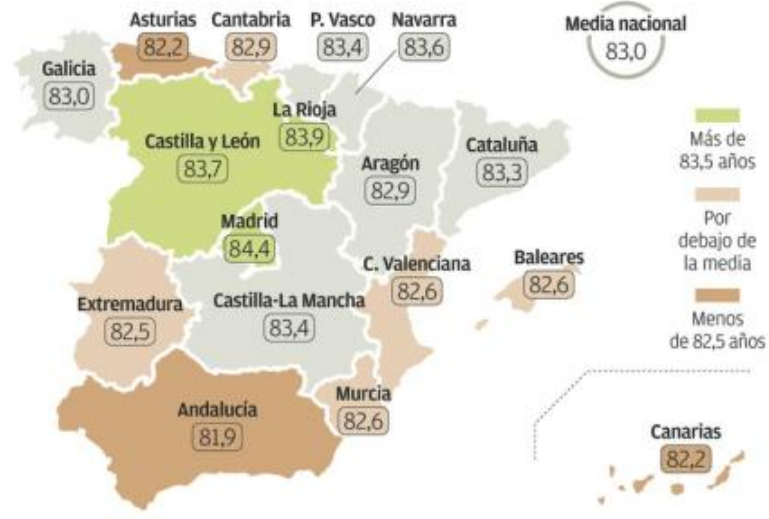 Asturias
82,2
Cantabria
82,9
P. Vasco
83,4
Navarra
83,6
Media nacional
83,0
Galicia
83,0
La Rioja
83,9
Castilla y León
83,7
Aragón
82,9
Cataluña
83,3
Más de
83,5 años
Por
debajo de
la media
Menos
de 82,5 años
Madrid
84,4
C. Valenciana
82,6
Baleares
82,6
Extremadura
82,5
Castilla-La Mancha
83,4
Murcia
82,6
Andalucía
81,9
Canarias
82,2